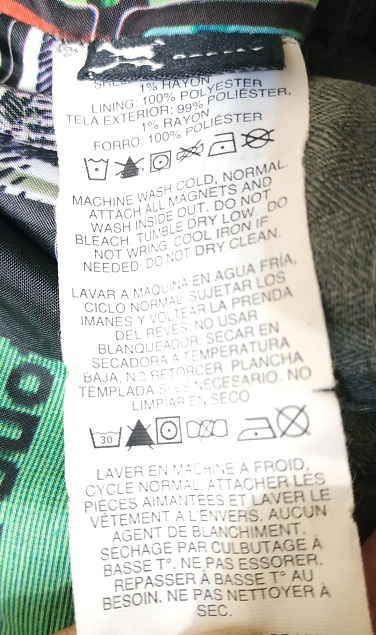 1% RAYON
LINING: 100% POLYESTER
TELA EXTERIOR: 99% POLIÉSTER,
1% RAYON
FORRO: 100% POLIÉSTER
MACHINE WASH COLD, NORMAL.
ATTACH ALL MAGNETS AND
WASH INSIDE OUT. DO NOT
BLEACH. TUMBLE DRY LOW. DO
NOT WRING. COOL IRON IF
NEEDED. DO NOT DRY CLEAN.
LAVAR A MAQUINA EN AGUA FRÍA,
CICLO NORMAL. SUJETAR LOS
IMANES Y VOLTEAR LA PRENDA
DEL REVES. NO USAR
BLANQUEADOR. SECAR EN
SECADORA A TEMPERATURA
BAJA, NO RETORCER. PLANCHA
TEMPLADA SI ES NECESARIO. NO
LIMPIAR EN SECO
30
LAVER EN MACHINE A FROID,
CYCLE NORMAL. ATTACHER LES
PIÈCES AIMANTÉES ET LAVER LE
VÊTEMENT À L'ENVERS. AUCUN
AGENT DE BLANCHIMENT.
SÉCHAGE PAR CULBUTAGE À
BASSE T°. NE PAS ESSORER.
REPASSER À BASSE T° AU
BESOIN. NE PAS NETTOYER À
SEC.